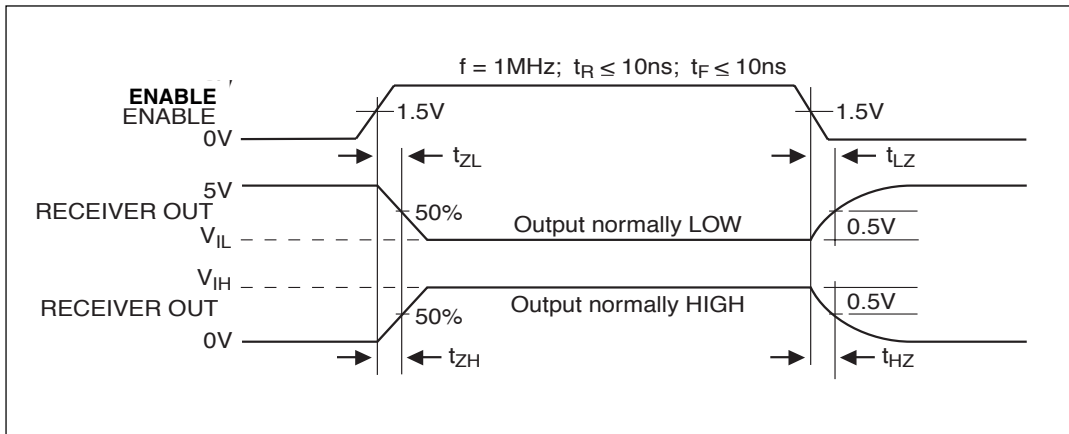 f = 1MHz; tR ≤ 10ns; tF ≤ 10ns
ENABLE
ENABLE
1.5V
1.5V
0V
tZL
tLZ
5V
RECEIVER OUT
50%
Output normally LOW
0.5V
VIL
VIH
RECEIVER OUT
50%
Output normally HIGH
0.5V
0V
tZH
tHZ